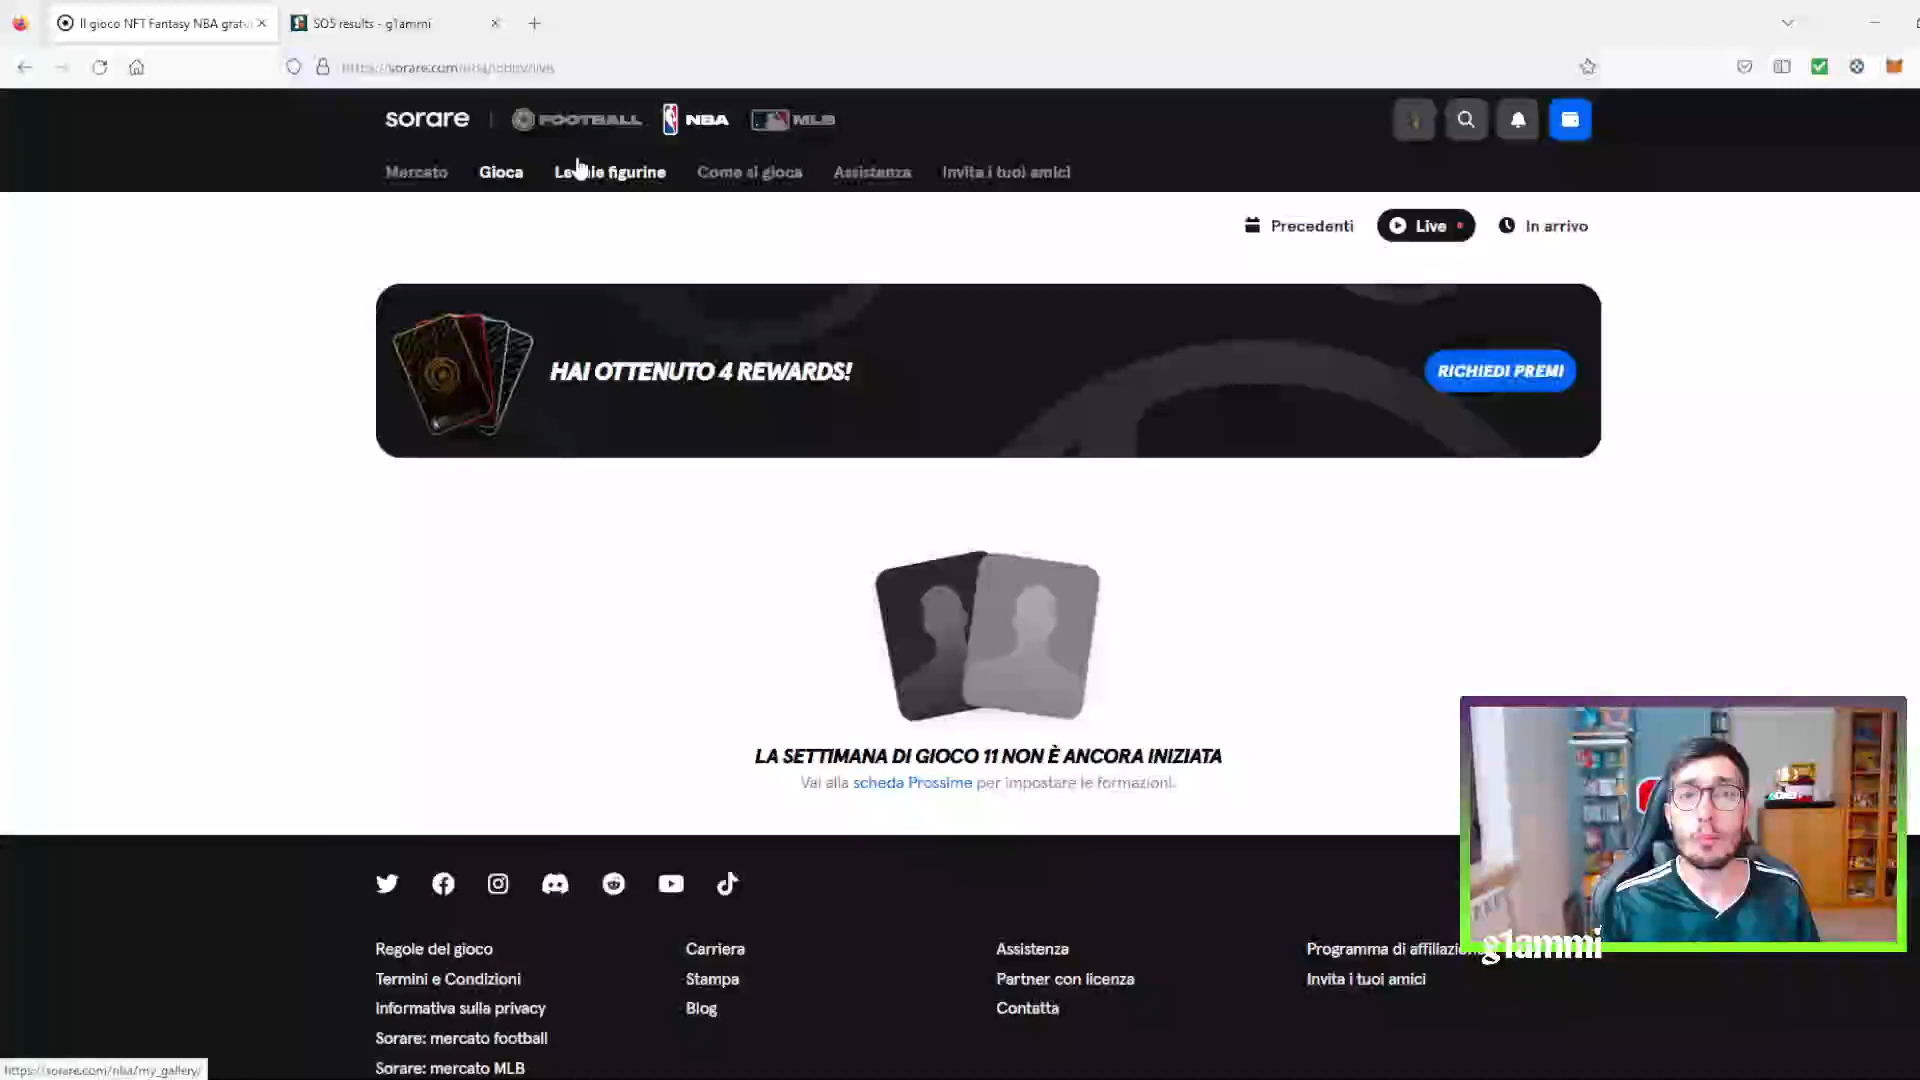 Il gioco NFT Fantasy NBA grat
SO5 results - g1ammi
sorare
FOOTBALL
NBA
MLB
Mercato
Gioca
figurine
Come si gioca
Assistenza
Invita i tuoi amici
Precedenti
Live
In arrivo
HAI OTTENUTO 4 REWARDS!
RICHIEDI PREMI
LA SETTIMANA DI GIOCO 11 NON È ANCORA INIZIATA
Vai alla scheda Prossime per impostare le formazioni.
g1ammi
Regole del gioco
Carriera
Assistenza
Programma di
Termini e Condizioni
Stampa
Partner con licenza
Invita i tuoi amici
Informativa sulla privacy
Blog
Contatta
Sorare: mercato football
Sorare: mercato MLB
https://sorare.com/nba/my_gallery/